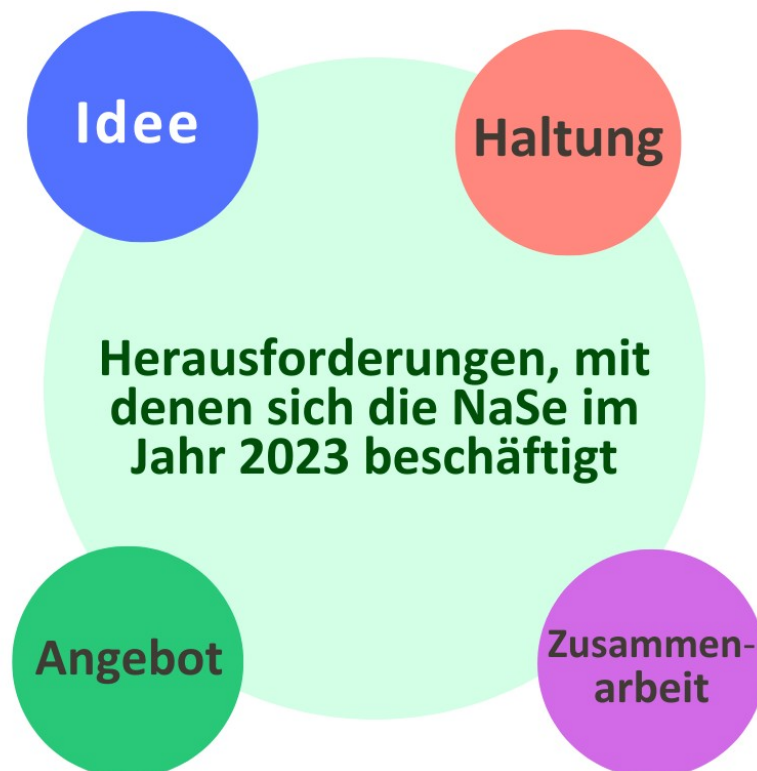 Idee
Haltung
Herausforderungen, mit
denen sich die NaSe im
Jahr 2023 beschäftigt
Angebot
Zusammen-
arbeit